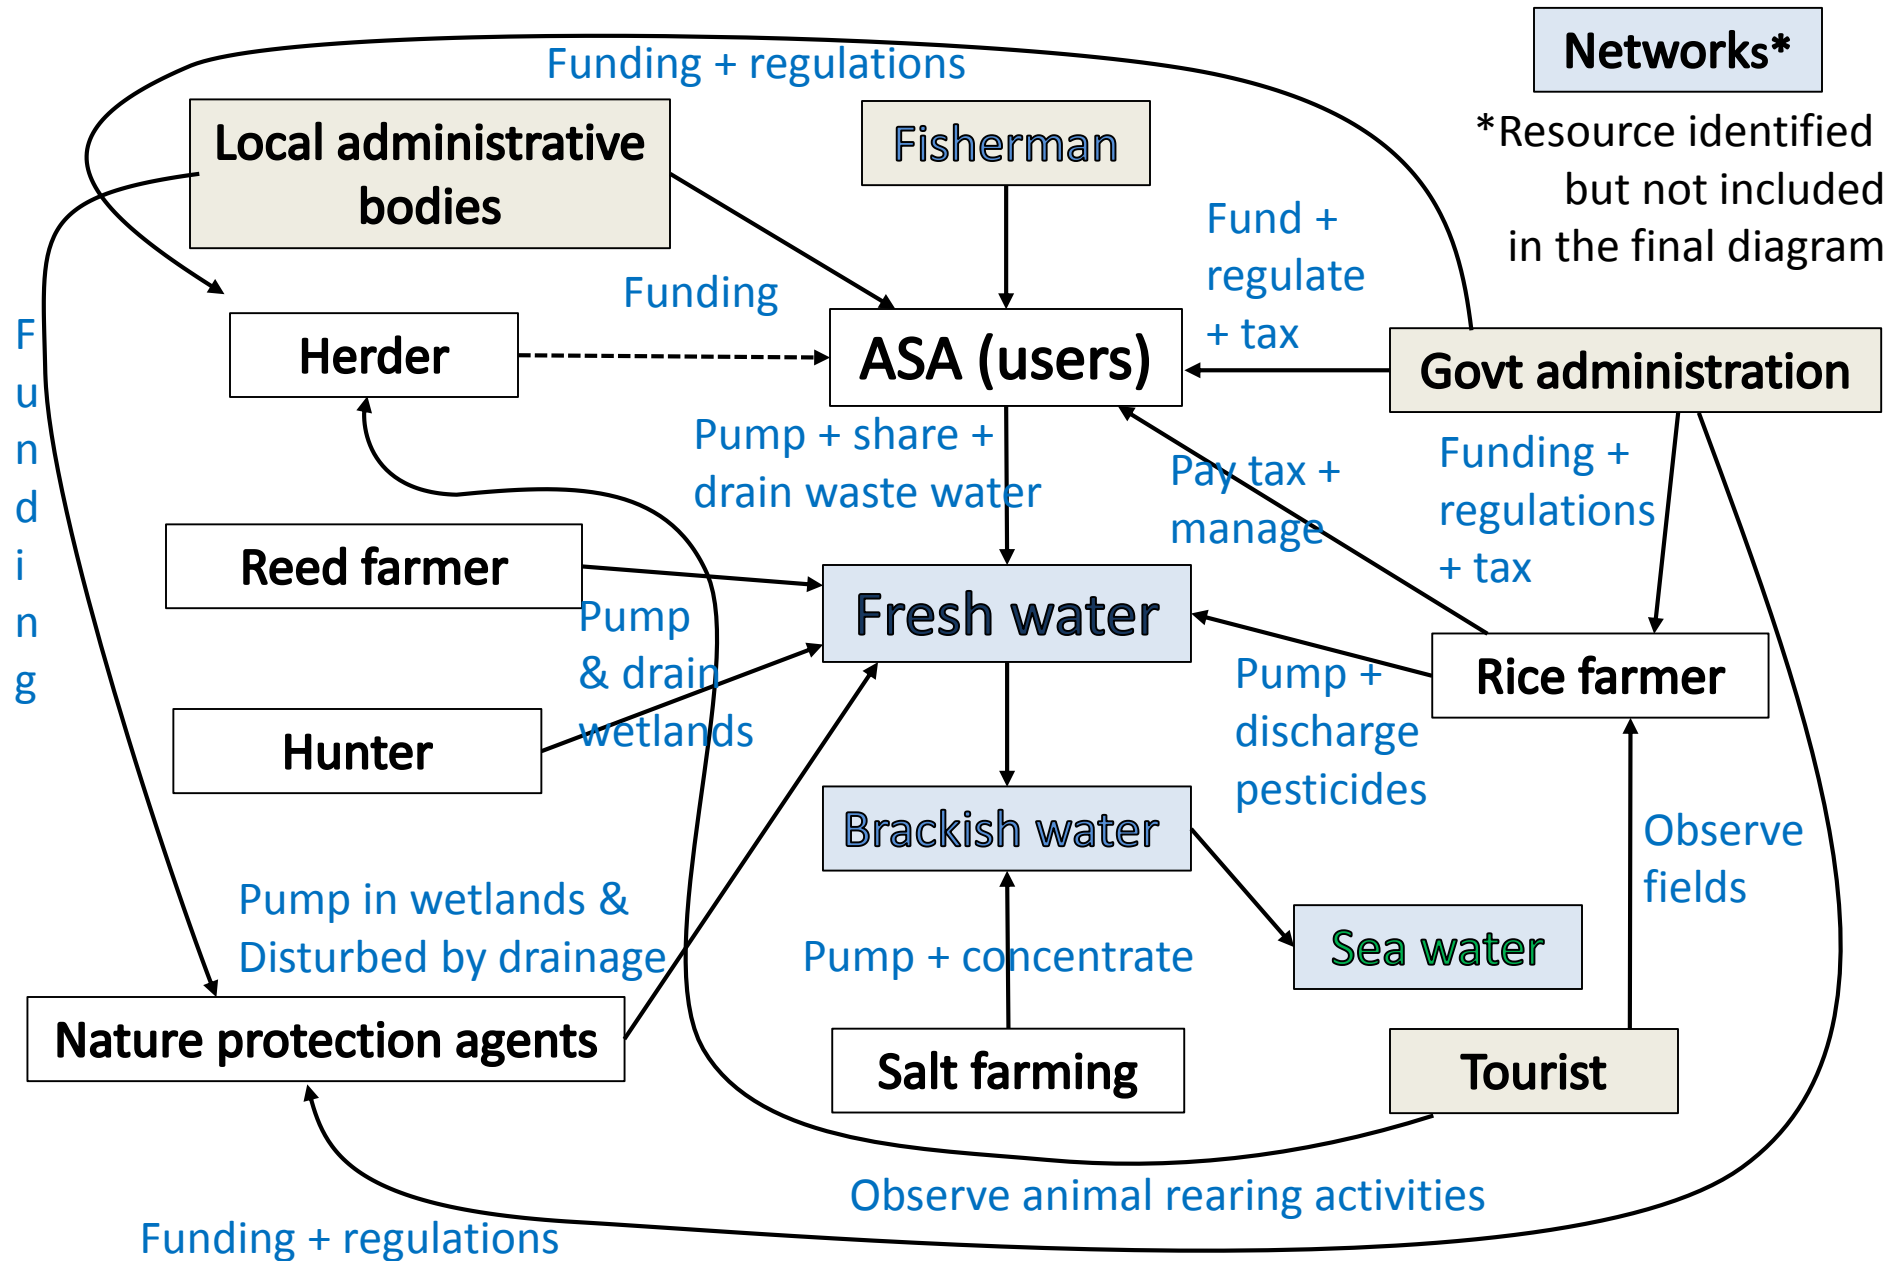 Funding + regulations
Networks*
*Resource identified
but not included
in the final diagram
Local administrative
bodies
Fisherman
Fund +
regulate
+ tax
Funding
Funding
Herder
ASA (users)
Govt administration
Pump + share +
drain waste water
Pay tax +
manage
Funding +
regulations
+ tax
Reed farmer
Fresh water
Pump
& drain
wetlands
Rice farmer
Pump +
discharge
pesticides
Hunter
Brackish water
Observe
fields
Pump in wetlands &
Disturbed by drainage
Pump + concentrate
Sea water
Nature protection agents
Salt farming
Tourist
Observe animal rearing activities
Funding + regulations